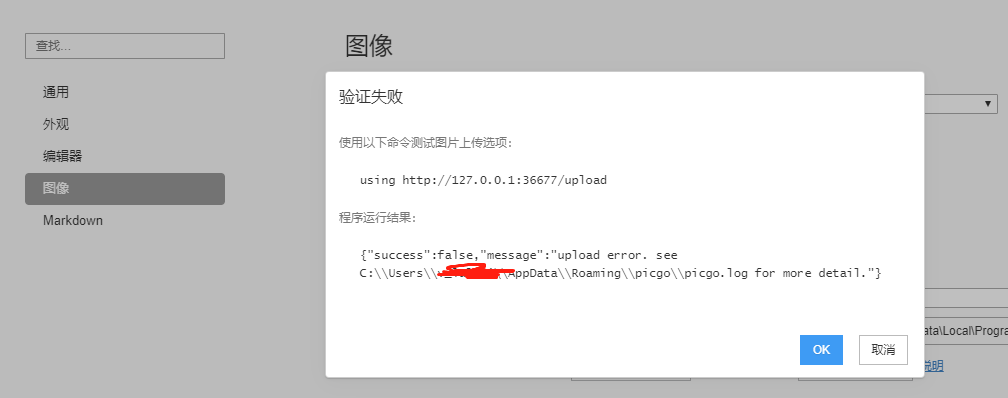 查找...
图像
通用
外观
编辑器
图像
Markdown
验证失败
使用以下命令测试图片上传选项:
using http://127.0.0.1:36677/upload
程序运行结果:
{"success":false,"message":"upload error. see
C:\\Users\\ \\AppData\\Roaming\\picgo\\picgo.log for more detail."}
OK
取消
ata\Local\Progra
说明